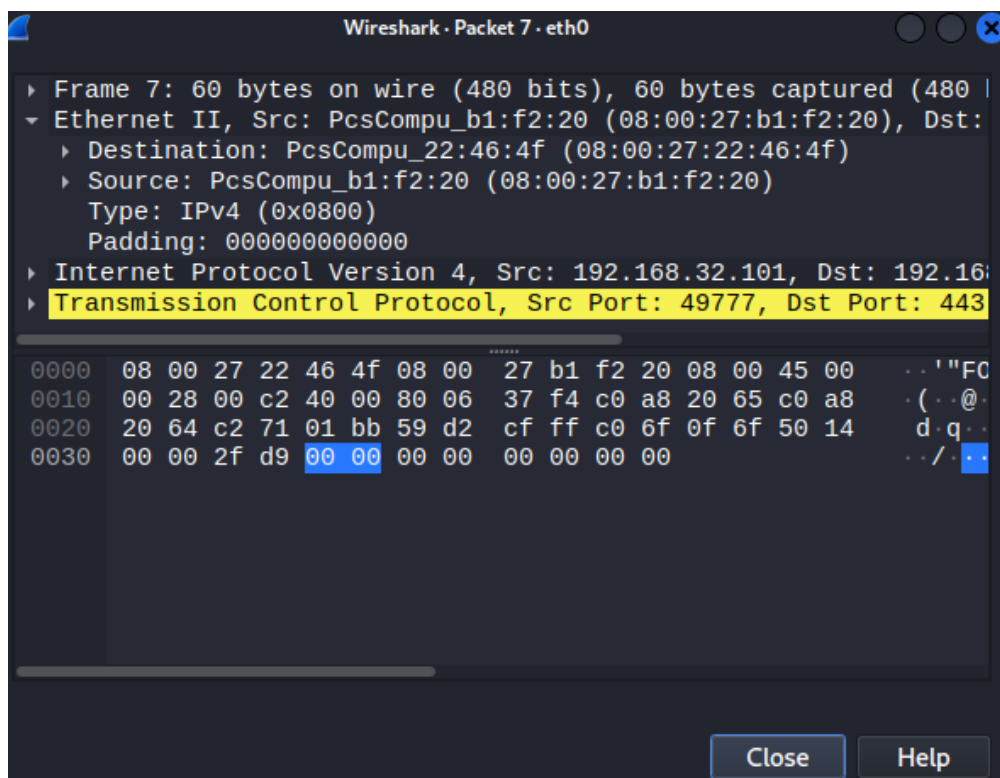 Wireshark · Packet 7 · eth0
Frame 7: 60 bytes on wire (480 bits), 60 bytes captured (480
Ethernet II, Src: PcsCompu_b1:f2:20 (08:00:27:b1:f2:20), Dst:
Destination: PcsCompu_22:46:4f (08:00:27:22:46:4f)
Source: PcsCompu_b1:f2:20 (08:00:27:b1:f2:20)
Type: IPv4 (0x0800)
Padding: 000000000000
Internet Protocol Version 4, Src: 192.168.32.101, Dst: 192.16
Transmission Control Protocol, Src Port: 49777, Dst Port: 443
0000 08 00 27 22 46 4f 08 00 27 b1 f2 20 08 00 45 00 ··'"FO
0010 00 28 00 c2 40 00 80 06 37 f4 c0 a8 20 65 c0 a8 ·(··@·
0020 20 64 c2 71 01 bb 59 d2 cf ff c0 6f 0f 6f 50 14 d·q··
0030 00 00 2f d9 00 00 00 00 00 00 00 00 ··/···
Close Help